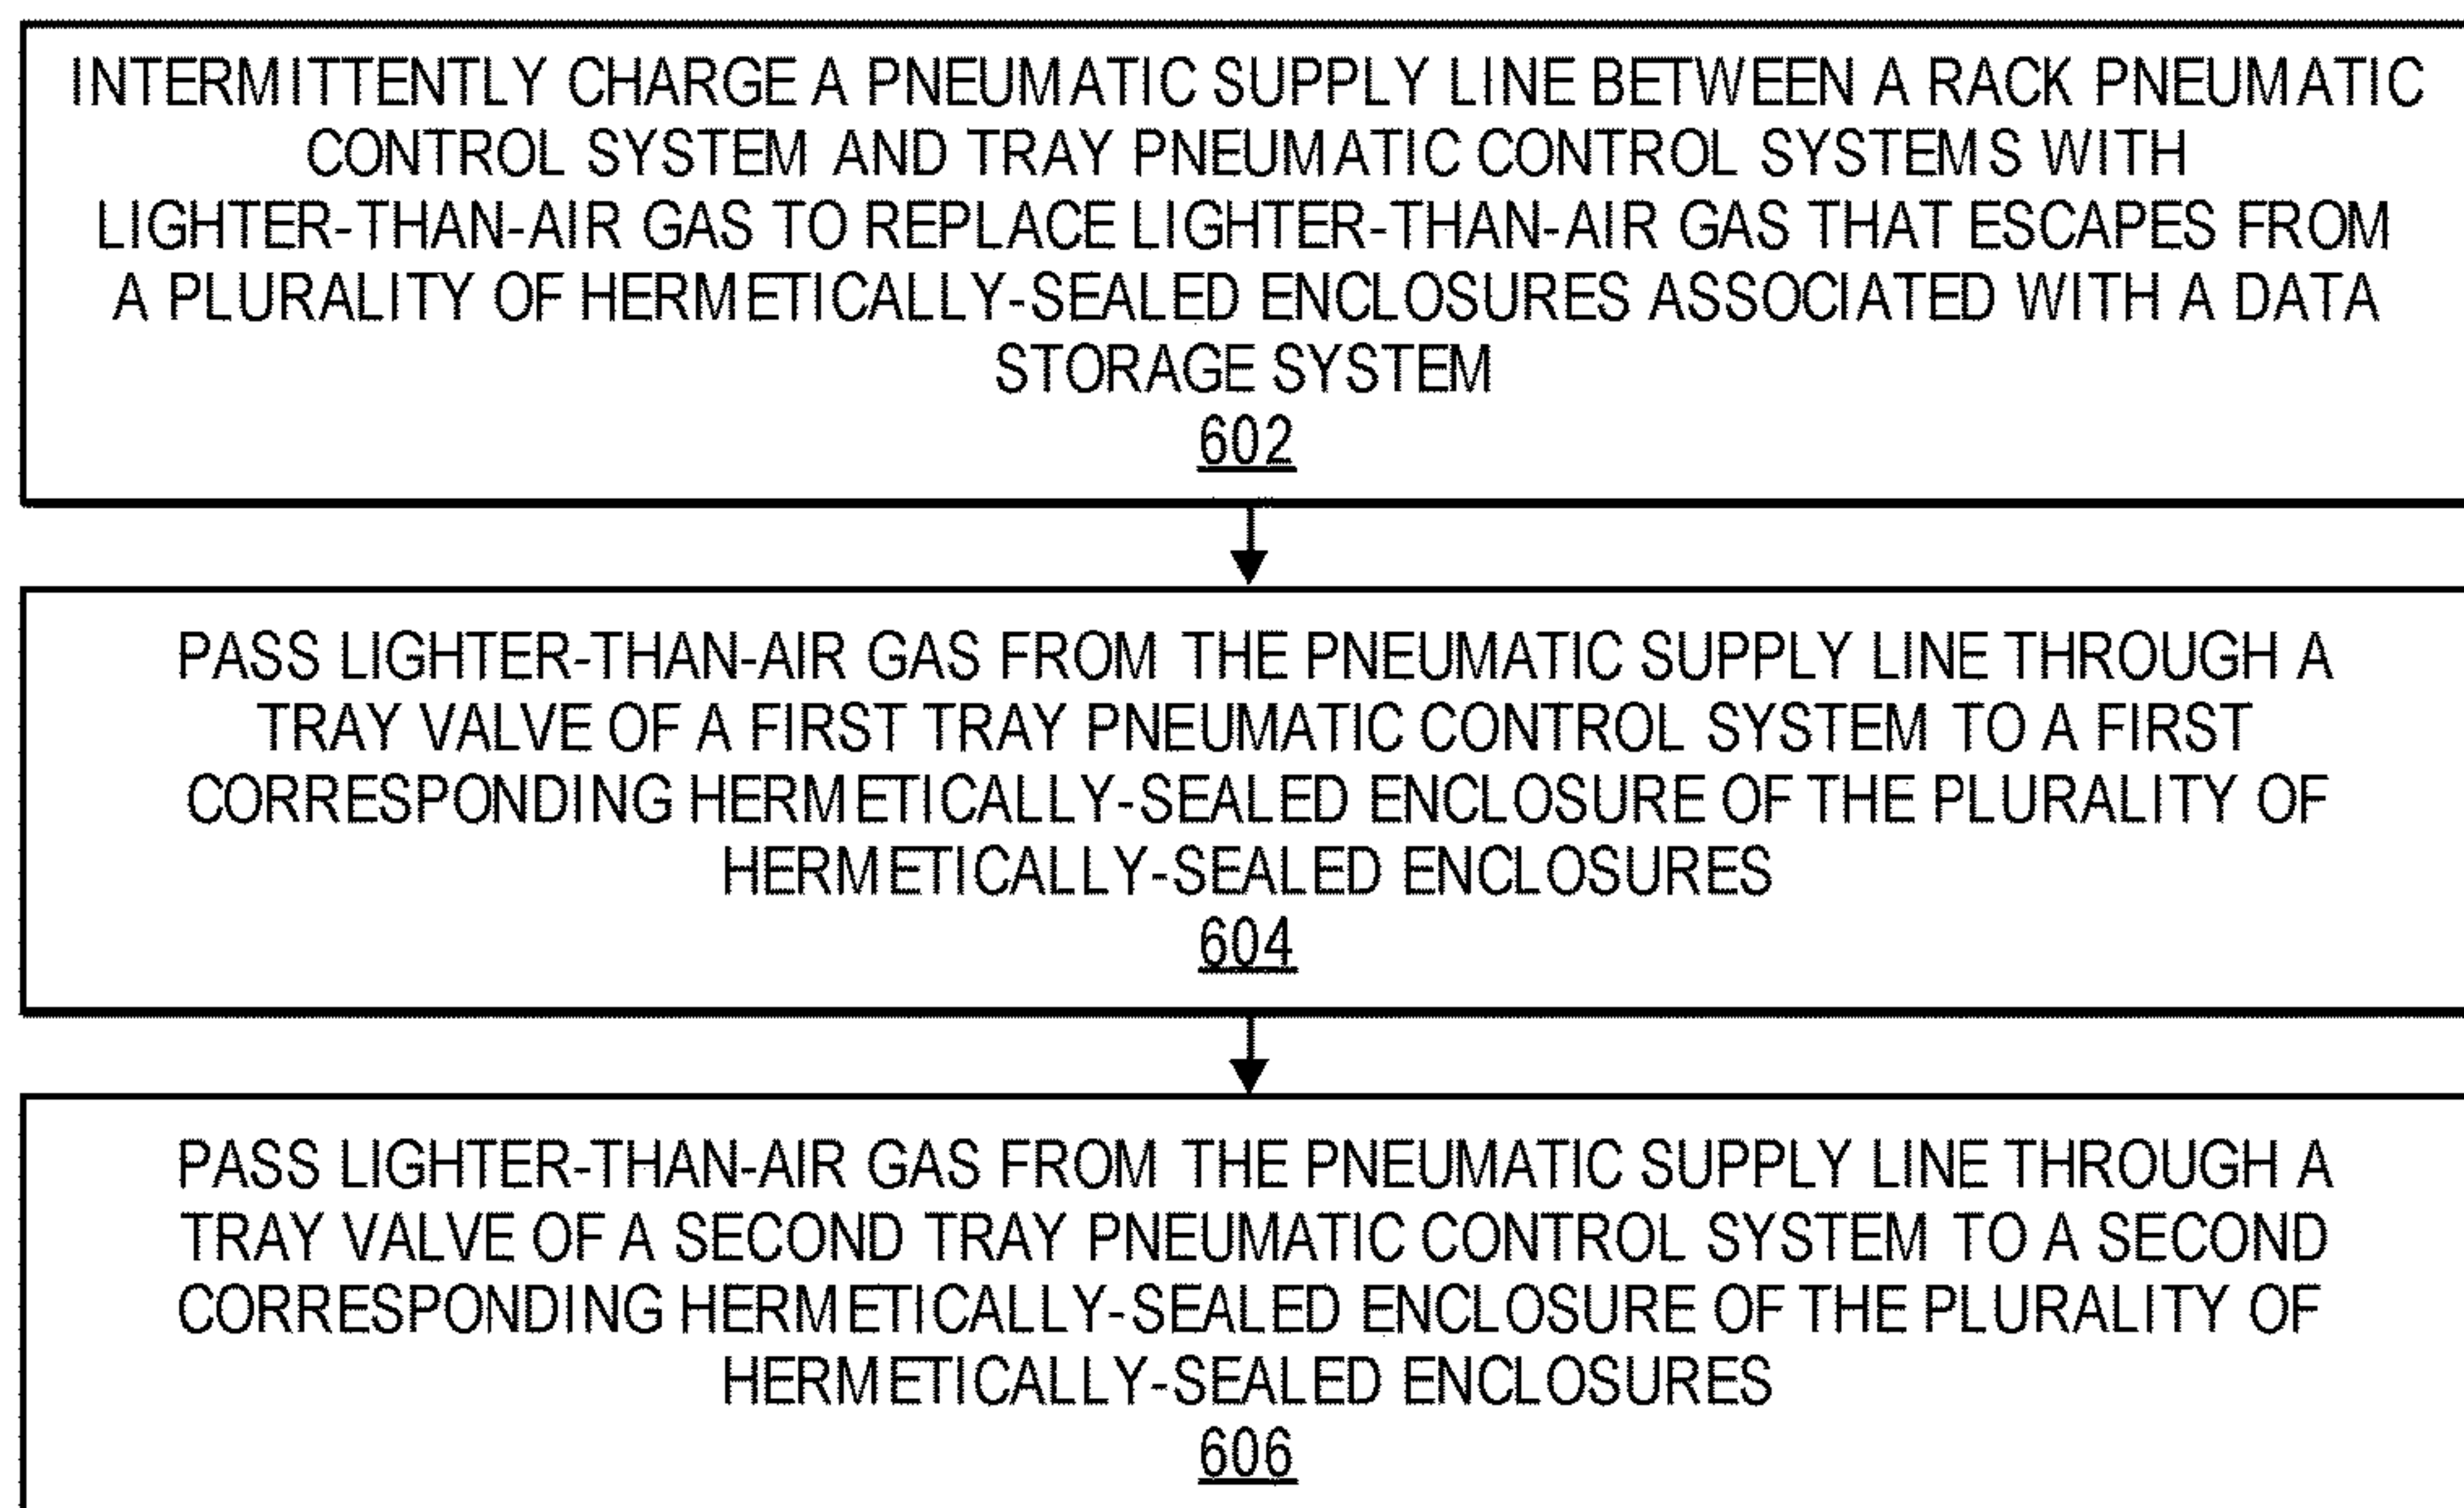 INTERMITTENTLY CHARGE A PNEUMATIC SUPPLY LINE BETWEEN A RACK PNEUMATIC
CONTROL SYSTEM AND TRAY PNEUMATIC CONTROL SYSTEMS WITH
LIGHTER-THAN-AIR GAS TO REPLACE LIGHTER-THAN-AIR GAS THAT ESCAPES FROM
A PLURALITY OF HERMETICALLY-SEALED ENCLOSURES ASSOCIATED WITH A DATA
STORAGE SYSTEM
602
PASS LIGHTER-THAN-AIR GAS FROM THE PNEUMATIC SUPPLY LINE THROUGH A
TRAY VALVE OF A FIRST TRAY PNEUMATIC CONTROL SYSTEM TO A FIRST
CORRESPONDING HERMETICALLY-SEALED ENCLOSURE OF THE PLURALITY OF
HERMETICALLY-SEALED ENCLOSURES
604
PASS LIGHTER-THAN-AIR GAS FROM THE PNEUMATIC SUPPLY LINE THROUGH A
TRAY VALVE OF A SECOND TRAY PNEUMATIC CONTROL SYSTEM TO A SECOND
CORRESPONDING HERMETICALLY-SEALED ENCLOSURE OF THE PLURALITY OF
HERMETICALLY-SEALED ENCLOSURES
606